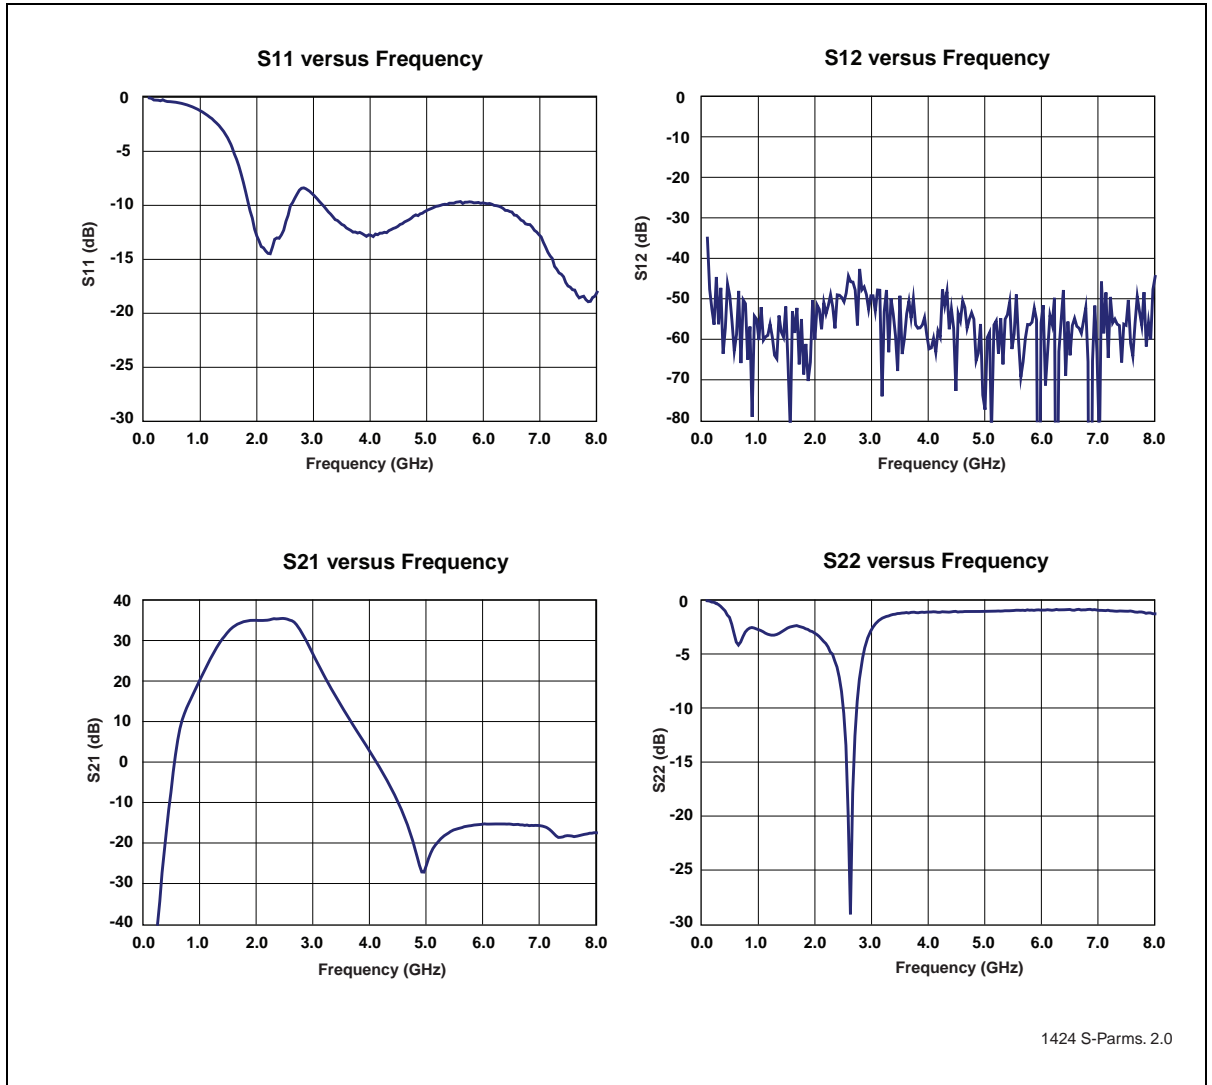 S11 versus Frequency
0
-5
-10
-15
-20
-25
-30
S11 (dB)
0.0 1.0 2.0 3.0 4.0 5.0 6.0 7.0 8.0
Frequency (GHz)
S12 versus Frequency
0
-10
-20
-30
-40
-50
-60
-70
-80
S12 (dB)
0.0 1.0 2.0 3.0 4.0 5.0 6.0 7.0 8.0
Frequency (GHz)
S21 versus Frequency
40
30
20
10
0
-10
-20
-30
-40
S21 (dB)
0.0 1.0 2.0 3.0 4.0 5.0 6.0 7.0 8.0
Frequency (GHz)
S22 versus Frequency
0
-5
-10
-15
-20
-25
-30
S22 (dB)
0.0 1.0 2.0 3.0 4.0 5.0 6.0 7.0 8.0
Frequency (GHz)
1424 S-Parms. 2.0